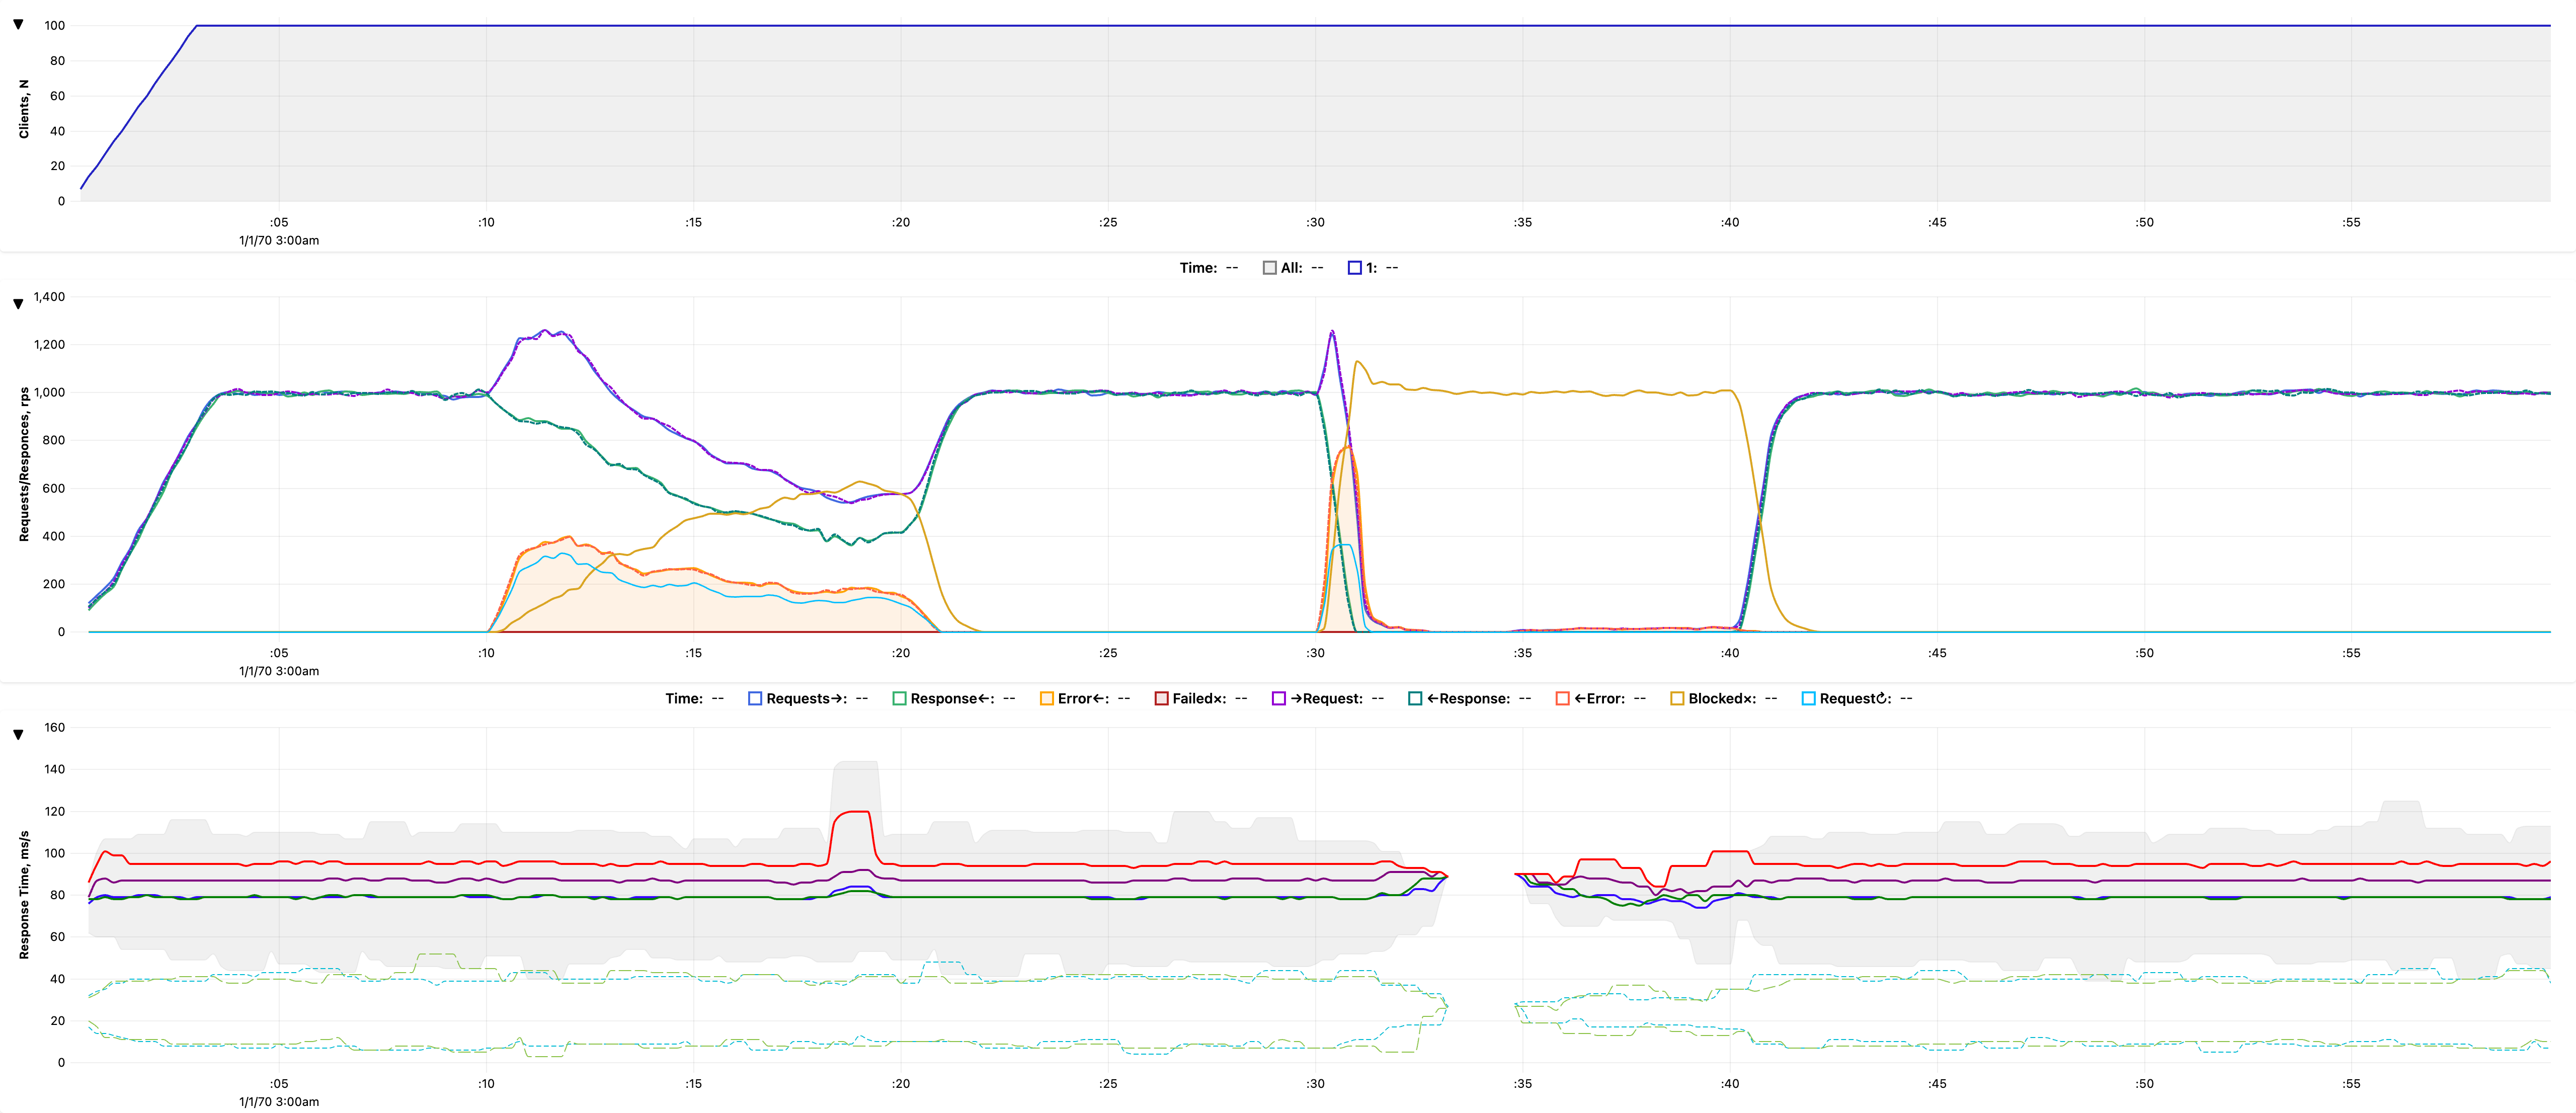 ▼
Clients, N
100
80
60
40
20
0
:05 :10 :15 :20 :25 :30 :35 :40 :45 :50 :55
1/1/70 3:00am
Time: -- All: -- 1: --
▼
Requests/Responces, rps
1,400
1,200
1,000
800
600
400
200
0
:05 :10 :15 :20 :25 :30 :35 :40 :45 :50 :55
1/1/70 3:00am
Time: -- Requests→: -- Response←: -- Error←: -- Failed×: -- →Request: -- ←Response: -- ←Error: -- Blocked×: -- Request↻: --
▼
Response Time, ms/s
160
140
120
100
80
60
40
20
0
:05 :10 :15 :20 :25 :30 :35 :40 :45 :50 :55
1/1/70 3:00am